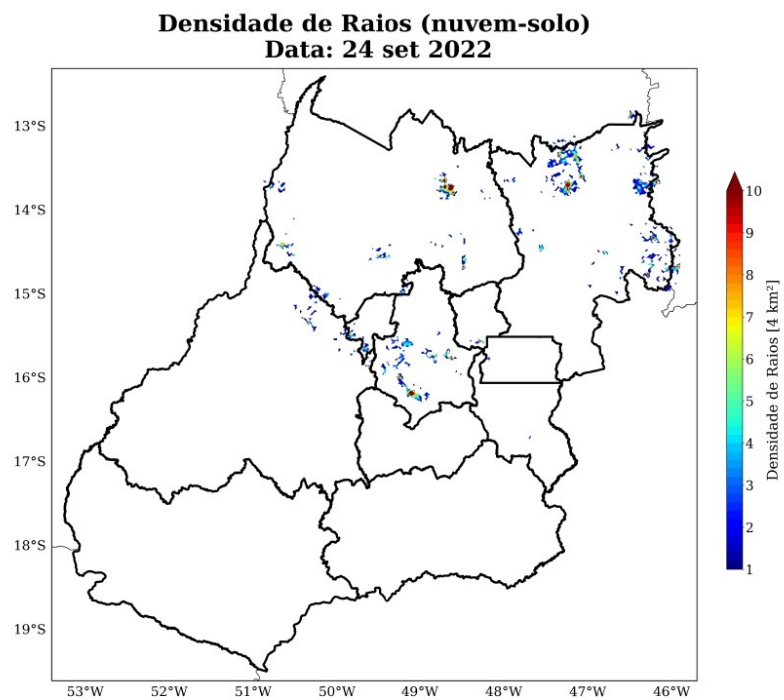 Densidade de Raios (nuvem-solo)
Data: 24 set 2022
13°S
14°S
15°S
16°S
17°S
18°S
19°S
53°W 52°W 51°W 50°W 49°W 48°W 47°W 46°W
10
9
8
7
6
5
4
3
2
1
Densidade de Raios [4 km²]